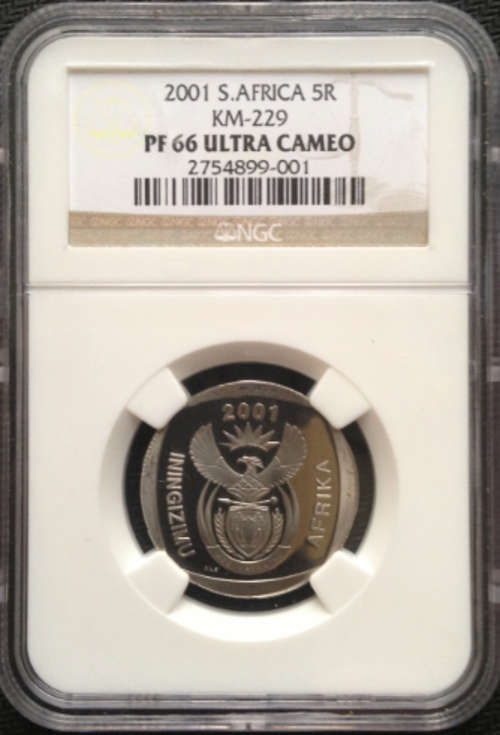 2001 S.AFRICA 5R
KM-229
PF 66 ULTRA CAMEO
2754899-001
NGC
2001
ININGIZIMU
AFRIKA